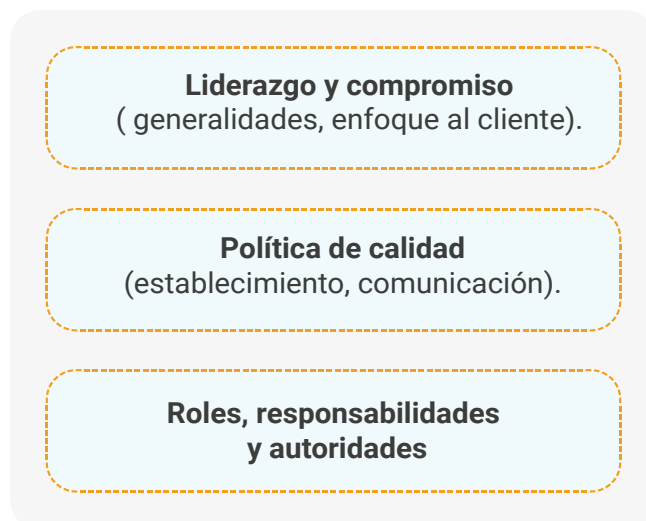 Liderazgo y compromiso
( generalidades, enfoque al cliente).
Política de calidad
(establecimiento, comunicación).
Roles, responsabilidades
y autoridades